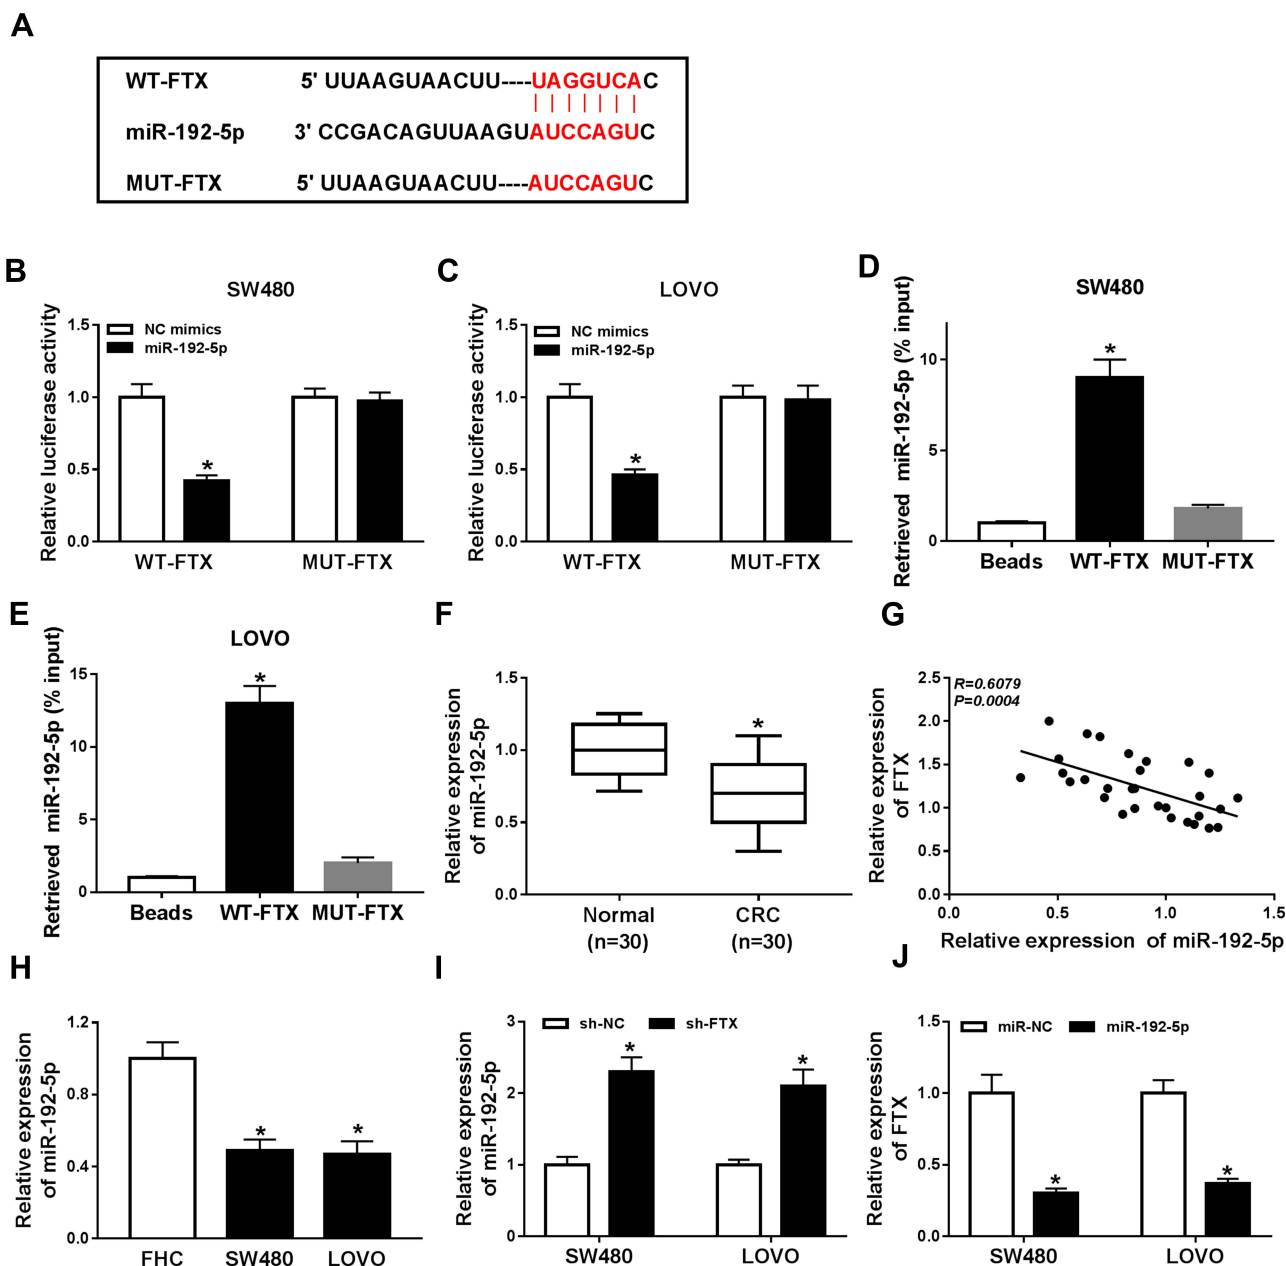 A
WT-FTX 5' UUAAGUAACUU----UAGGUCAC
miR-192-5p 3' CCGACAGUUAAGUAUCCAGUC
MUT-FTX 5' UUAAGUAACUU----AUCCAGUC
B
SW480
Relative luciferase activity
NC mimics
miR-192-5p
1.5
1.0
0.5
0.0
*
WT-FTX MUT-FTX
C
LOVO
Relative luciferase activity
NC mimics
miR-192-5p
1.5
1.0
0.5
0.0
*
WT-FTX MUT-FTX
D
SW480
Retrieved miR-192-5p (% input)
10
5
0
*
Beads WT-FTX MUT-FTX
E
LOVO
Retrieved miR-192-5p (% input)
15
10
5
0
*
Beads WT-FTX MUT-FTX
F
Relative expression
of miR-192-5p
1.5
1.0
0.5
0.0
*
Normal CRC
(n=30) (n=30)
G
Relative expression
of FTX
2.5
2.0
1.5
1.0
0.5
0.0
R=0.6079
P=0.0004
0.0 0.5 1.0 1.5
Relative expression of miR-192-5p
H
Relative expression
of miR-192-5p
1.2
0.8
0.4
0.0
* *
FHC SW480 LOVO
I
Relative expression
of miR-192-5p
sh-NC sh-FTX
3
2
1
0
* *
SW480 LOVO
J
Relative expression
of FTX
miR-NC miR-192-5p
1.5
1.0
0.5
0.0
* *
SW480 LOVO